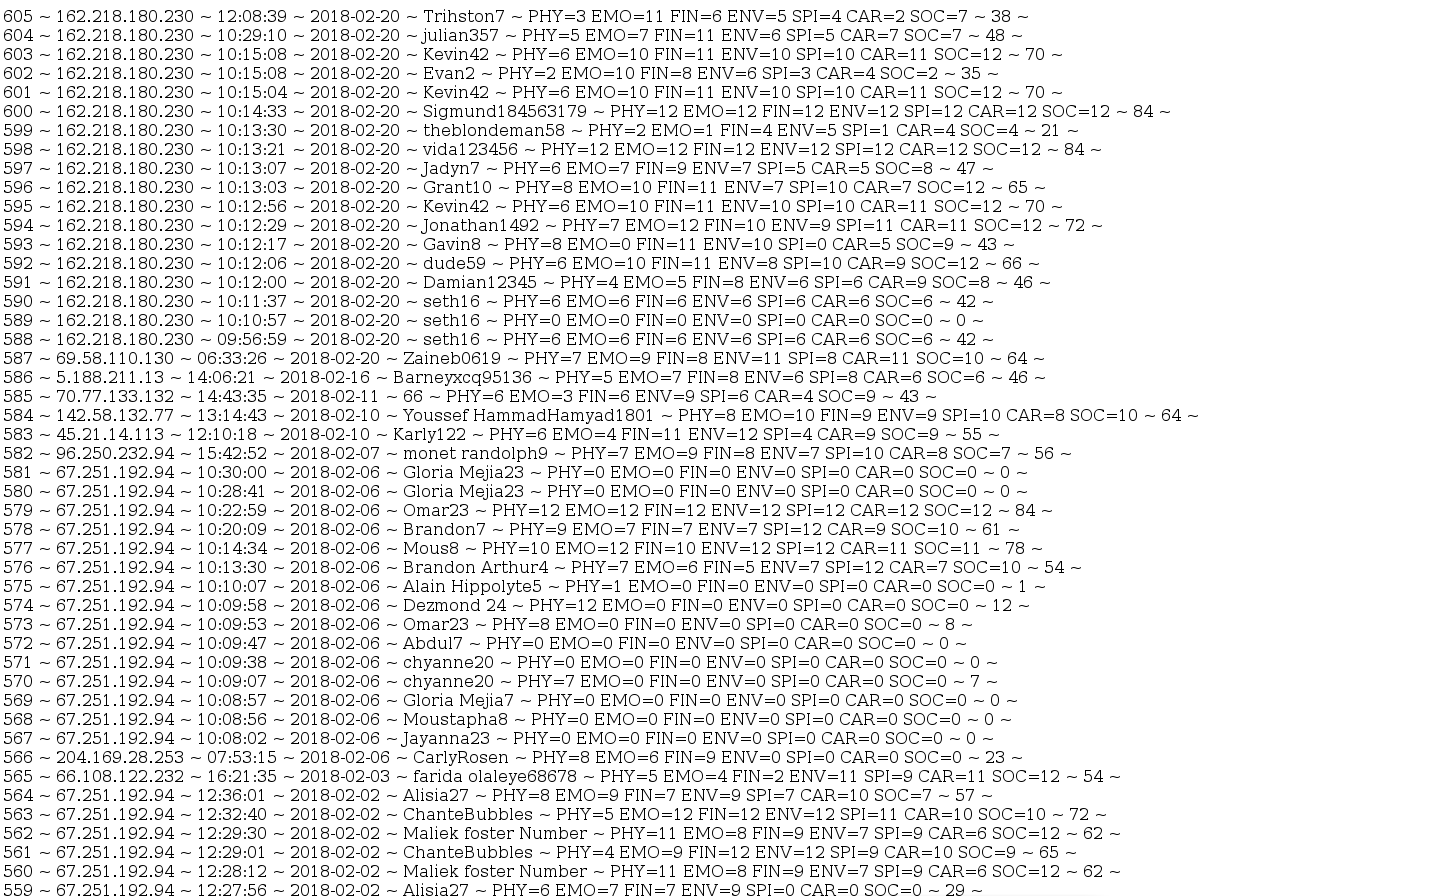 605 ~ 162.218.180.230 ~ 12:08:39 ~ 2018-02-20 ~ Trihston7 ~ PHY=3 EMO=11 FIN=6 ENV=5 SPI=4 CAR=2 SOC=7 ~ 38 ~
604 ~ 162.218.180.230 ~ 10:29:10 ~ 2018-02-20 ~ julian357 ~ PHY=5 EMO=7 FIN=11 ENV=6 SPI=5 CAR=7 SOC=7 ~ 48 ~
603 ~ 162.218.180.230 ~ 10:15:08 ~ 2018-02-20 ~ Kevin42 ~ PHY=6 EMO=10 FIN=11 ENV=10 SPI=10 CAR=11 SOC=12 ~ 70 ~
602 ~ 162.218.180.230 ~ 10:15:08 ~ 2018-02-20 ~ Evan2 ~ PHY=2 EMO=10 FIN=8 ENV=6 SPI=3 CAR=4 SOC=2 ~ 35 ~
601 ~ 162.218.180.230 ~ 10:15:04 ~ 2018-02-20 ~ Kevin42 ~ PHY=6 EMO=10 FIN=11 ENV=10 SPI=10 CAR=11 SOC=12 ~ 70 ~
600 ~ 162.218.180.230 ~ 10:14:33 ~ 2018-02-20 ~ Sigmund184563179 ~ PHY=12 EMO=12 FIN=12 ENV=12 SPI=12 CAR=12 SOC=12 ~ 84 ~
599 ~ 162.218.180.230 ~ 10:13:30 ~ 2018-02-20 ~ theblondeman58 ~ PHY=2 EMO=1 FIN=4 ENV=5 SPI=1 CAR=4 SOC=4 ~ 21 ~
598 ~ 162.218.180.230 ~ 10:13:21 ~ 2018-02-20 ~ vida123456 ~ PHY=12 EMO=12 FIN=12 ENV=12 SPI=12 CAR=12 SOC=12 ~ 84 ~
597 ~ 162.218.180.230 ~ 10:13:07 ~ 2018-02-20 ~ Jadyn7 ~ PHY=6 EMO=7 FIN=9 ENV=7 SPI=5 CAR=5 SOC=8 ~ 47 ~
596 ~ 162.218.180.230 ~ 10:13:03 ~ 2018-02-20 ~ Grant10 ~ PHY=8 EMO=10 FIN=11 ENV=7 SPI=10 CAR=7 SOC=12 ~ 65 ~
595 ~ 162.218.180.230 ~ 10:12:56 ~ 2018-02-20 ~ Kevin42 ~ PHY=6 EMO=10 FIN=11 ENV=10 SPI=10 CAR=11 SOC=12 ~ 70 ~
594 ~ 162.218.180.230 ~ 10:12:29 ~ 2018-02-20 ~ Jonathan1492 ~ PHY=7 EMO=12 FIN=10 ENV=9 SPI=11 CAR=11 SOC=12 ~ 72 ~
593 ~ 162.218.180.230 ~ 10:12:17 ~ 2018-02-20 ~ Gavin8 ~ PHY=8 EMO=0 FIN=11 ENV=10 SPI=0 CAR=5 SOC=9 ~ 43 ~
592 ~ 162.218.180.230 ~ 10:12:06 ~ 2018-02-20 ~ dude59 ~ PHY=6 EMO=10 FIN=11 ENV=8 SPI=10 CAR=9 SOC=12 ~ 66 ~
591 ~ 162.218.180.230 ~ 10:12:00 ~ 2018-02-20 ~ Damian12345 ~ PHY=4 EMO=5 FIN=8 ENV=6 SPI=6 CAR=9 SOC=8 ~ 46 ~
590 ~ 162.218.180.230 ~ 10:11:37 ~ 2018-02-20 ~ seth16 ~ PHY=6 EMO=6 FIN=6 ENV=6 SPI=6 CAR=6 SOC=6 ~ 42 ~
589 ~ 162.218.180.230 ~ 10:10:57 ~ 2018-02-20 ~ seth16 ~ PHY=0 EMO=0 FIN=0 ENV=0 SPI=0 CAR=0 SOC=0 ~ 0 ~
588 ~ 162.218.180.230 ~ 09:56:59 ~ 2018-02-20 ~ seth16 ~ PHY=6 EMO=6 FIN=6 ENV=6 SPI=6 CAR=6 SOC=6 ~ 42 ~
587 ~ 69.58.110.130 ~ 06:33:26 ~ 2018-02-20 ~ Zaineb0619 ~ PHY=7 EMO=9 FIN=8 ENV=11 SPI=8 CAR=11 SOC=10 ~ 64 ~
586 ~ 5.188.211.13 ~ 14:06:21 ~ 2018-02-16 ~ Barneyxcq95136 ~ PHY=5 EMO=7 FIN=8 ENV=6 SPI=8 CAR=6 SOC=6 ~ 46 ~
585 ~ 70.77.133.132 ~ 14:43:35 ~ 2018-02-11 ~ 66 ~ PHY=6 EMO=3 FIN=6 ENV=9 SPI=6 CAR=4 SOC=9 ~ 43 ~
584 ~ 142.58.132.77 ~ 13:14:43 ~ 2018-02-10 ~ Youssef HammadHamyad1801 ~ PHY=8 EMO=10 FIN=9 ENV=9 SPI=10 CAR=8 SOC=10 ~ 64 ~
583 ~ 45.21.14.113 ~ 12:10:18 ~ 2018-02-10 ~ Karly122 ~ PHY=6 EMO=4 FIN=11 ENV=12 SPI=4 CAR=9 SOC=9 ~ 55 ~
582 ~ 96.250.232.94 ~ 15:42:52 ~ 2018-02-07 ~ monet randolph9 ~ PHY=7 EMO=9 FIN=8 ENV=7 SPI=10 CAR=8 SOC=7 ~ 56 ~
581 ~ 67.251.192.94 ~ 10:30:00 ~ 2018-02-06 ~ Gloria Mejia23 ~ PHY=0 EMO=0 FIN=0 ENV=0 SPI=0 CAR=0 SOC=0 ~ 0 ~
580 ~ 67.251.192.94 ~ 10:28:41 ~ 2018-02-06 ~ Gloria Mejia23 ~ PHY=0 EMO=0 FIN=0 ENV=0 SPI=0 CAR=0 SOC=0 ~ 0 ~
579 ~ 67.251.192.94 ~ 10:22:59 ~ 2018-02-06 ~ Omar23 ~ PHY=12 EMO=12 FIN=12 ENV=12 SPI=12 CAR=12 SOC=12 ~ 84 ~
578 ~ 67.251.192.94 ~ 10:20:09 ~ 2018-02-06 ~ Brandon7 ~ PHY=9 EMO=7 FIN=7 ENV=7 SPI=12 CAR=9 SOC=10 ~ 61 ~
577 ~ 67.251.192.94 ~ 10:14:34 ~ 2018-02-06 ~ Mous8 ~ PHY=10 EMO=12 FIN=10 ENV=12 SPI=12 CAR=11 SOC=11 ~ 78 ~
576 ~ 67.251.192.94 ~ 10:13:30 ~ 2018-02-06 ~ Brandon Arthur4 ~ PHY=7 EMO=6 FIN=5 ENV=7 SPI=12 CAR=7 SOC=10 ~ 54 ~
575 ~ 67.251.192.94 ~ 10:10:07 ~ 2018-02-06 ~ Alain Hippolyte5 ~ PHY=1 EMO=0 FIN=0 ENV=0 SPI=0 CAR=0 SOC=0 ~ 1 ~
574 ~ 67.251.192.94 ~ 10:09:58 ~ 2018-02-06 ~ Dezmond 24 ~ PHY=12 EMO=0 FIN=0 ENV=0 SPI=0 CAR=0 SOC=0 ~ 12 ~
573 ~ 67.251.192.94 ~ 10:09:53 ~ 2018-02-06 ~ Omar23 ~ PHY=8 EMO=0 FIN=0 ENV=0 SPI=0 CAR=0 SOC=0 ~ 8 ~
572 ~ 67.251.192.94 ~ 10:09:47 ~ 2018-02-06 ~ Abdul7 ~ PHY=0 EMO=0 FIN=0 ENV=0 SPI=0 CAR=0 SOC=0 ~ 0 ~
571 ~ 67.251.192.94 ~ 10:09:38 ~ 2018-02-06 ~ chyanne20 ~ PHY=0 EMO=0 FIN=0 ENV=0 SPI=0 CAR=0 SOC=0 ~ 0 ~
570 ~ 67.251.192.94 ~ 10:09:07 ~ 2018-02-06 ~ chyanne20 ~ PHY=7 EMO=0 FIN=0 ENV=0 SPI=0 CAR=0 SOC=0 ~ 7 ~
569 ~ 67.251.192.94 ~ 10:08:57 ~ 2018-02-06 ~ Gloria Mejia7 ~ PHY=0 EMO=0 FIN=0 ENV=0 SPI=0 CAR=0 SOC=0 ~ 0 ~
568 ~ 67.251.192.94 ~ 10:08:56 ~ 2018-02-06 ~ Moustapha8 ~ PHY=0 EMO=0 FIN=0 ENV=0 SPI=0 CAR=0 SOC=0 ~ 0 ~
567 ~ 67.251.192.94 ~ 10:08:02 ~ 2018-02-06 ~ Jayanna23 ~ PHY=0 EMO=0 FIN=0 ENV=0 SPI=0 CAR=0 SOC=0 ~ 0 ~
566 ~ 204.169.28.253 ~ 07:53:15 ~ 2018-02-06 ~ CarlyRosen ~ PHY=8 EMO=6 FIN=9 ENV=0 SPI=0 CAR=0 SOC=0 ~ 23 ~
565 ~ 66.108.122.232 ~ 16:21:35 ~ 2018-02-03 ~ farida olaleye68678 ~ PHY=5 EMO=4 FIN=2 ENV=11 SPI=9 CAR=11 SOC=12 ~ 54 ~
564 ~ 67.251.192.94 ~ 12:36:01 ~ 2018-02-02 ~ Alisia27 ~ PHY=8 EMO=9 FIN=7 ENV=9 SPI=7 CAR=10 SOC=7 ~ 57 ~
563 ~ 67.251.192.94 ~ 12:32:40 ~ 2018-02-02 ~ ChanteBubbles ~ PHY=5 EMO=12 FIN=12 ENV=12 SPI=11 CAR=10 SOC=10 ~ 72 ~
562 ~ 67.251.192.94 ~ 12:29:30 ~ 2018-02-02 ~ Maliek foster Number ~ PHY=11 EMO=8 FIN=9 ENV=7 SPI=9 CAR=6 SOC=12 ~ 62 ~
561 ~ 67.251.192.94 ~ 12:29:01 ~ 2018-02-02 ~ ChanteBubbles ~ PHY=4 EMO=9 FIN=12 ENV=12 SPI=9 CAR=10 SOC=9 ~ 65 ~
560 ~ 67.251.192.94 ~ 12:28:12 ~ 2018-02-02 ~ Maliek foster Number ~ PHY=11 EMO=8 FIN=9 ENV=7 SPI=9 CAR=6 SOC=12 ~ 62 ~
559 ~ 67.251.192.94 ~ 12:27:56 ~ 2018-02-02 ~ Alisia27 ~ PHY=6 EMO=7 FIN=7 ENV=9 SPI=0 CAR=0 SOC=0 ~ 29 ~